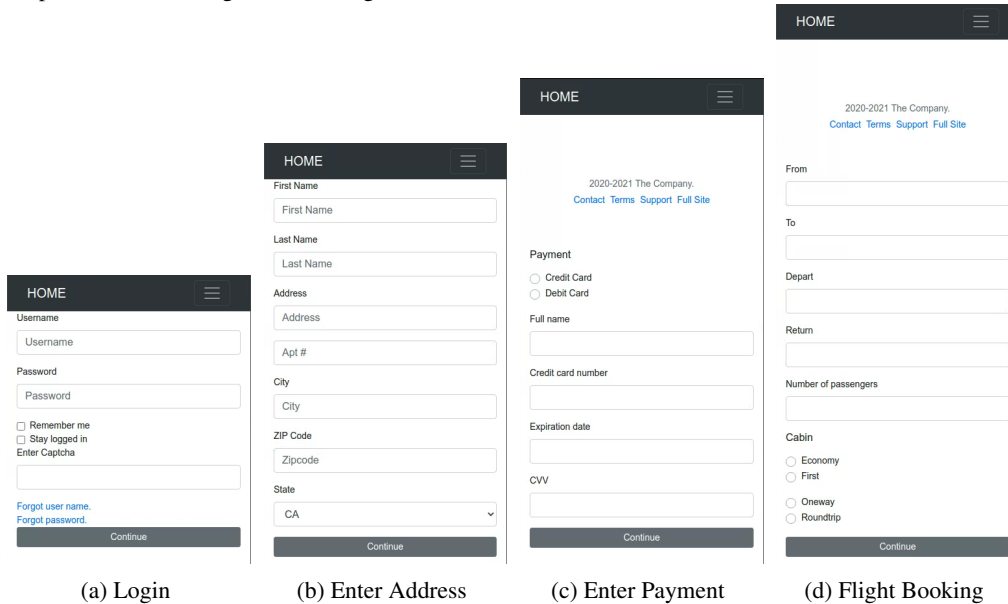 HOME
Username
Username
Password
Password
Remember me
Stay logged in
Enter Captcha
Forgot user name.
Forgot password.
Continue
(a) Login
HOME
First Name
First Name
Last Name
Last Name
Address
Address
Apt #
City
City
ZIP Code
Zipcode
State
CA
Continue
(b) Enter Address
HOME
2020-2021 The Company.
Contact Terms Support Full Site
Payment
Credit Card
Debit Card
Full name
Credit card number
Expiration date
CVV
Continue
(c) Enter Payment
HOME
2020-2021 The Company.
Contact Terms Support Full Site
From
To
Depart
Return
Number of passengers
Cabin
Economy
First
Oneway
Roundtrip
Continue
(d) Flight Booking